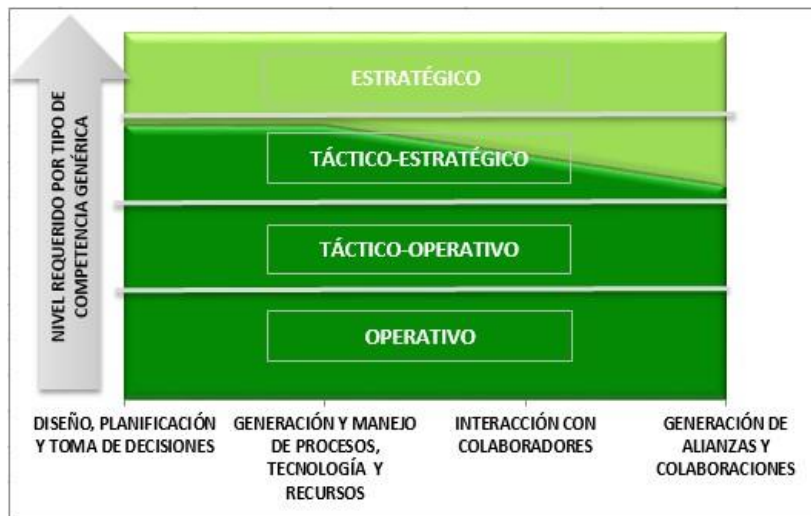 NIVEL REQUERIDO POR TIPO DE
COMPETENCIA GENÉRICA
ESTRATÉGICO
TÁCTICO-ESTRATÉGICO
TÁCTICO-OPERATIVO
OPERATIVO
DISEÑO, PLANIFICACIÓN
Y TOMA DE DECISIONES
GENERACIÓN Y MANEJO
DE PROCESOS,
TECNOLOGÍA Y
RECURSOS
INTERACCIÓN CON
COLABORADORES
GENERACIÓN DE
ALIANZAS Y
COLABORACIONES